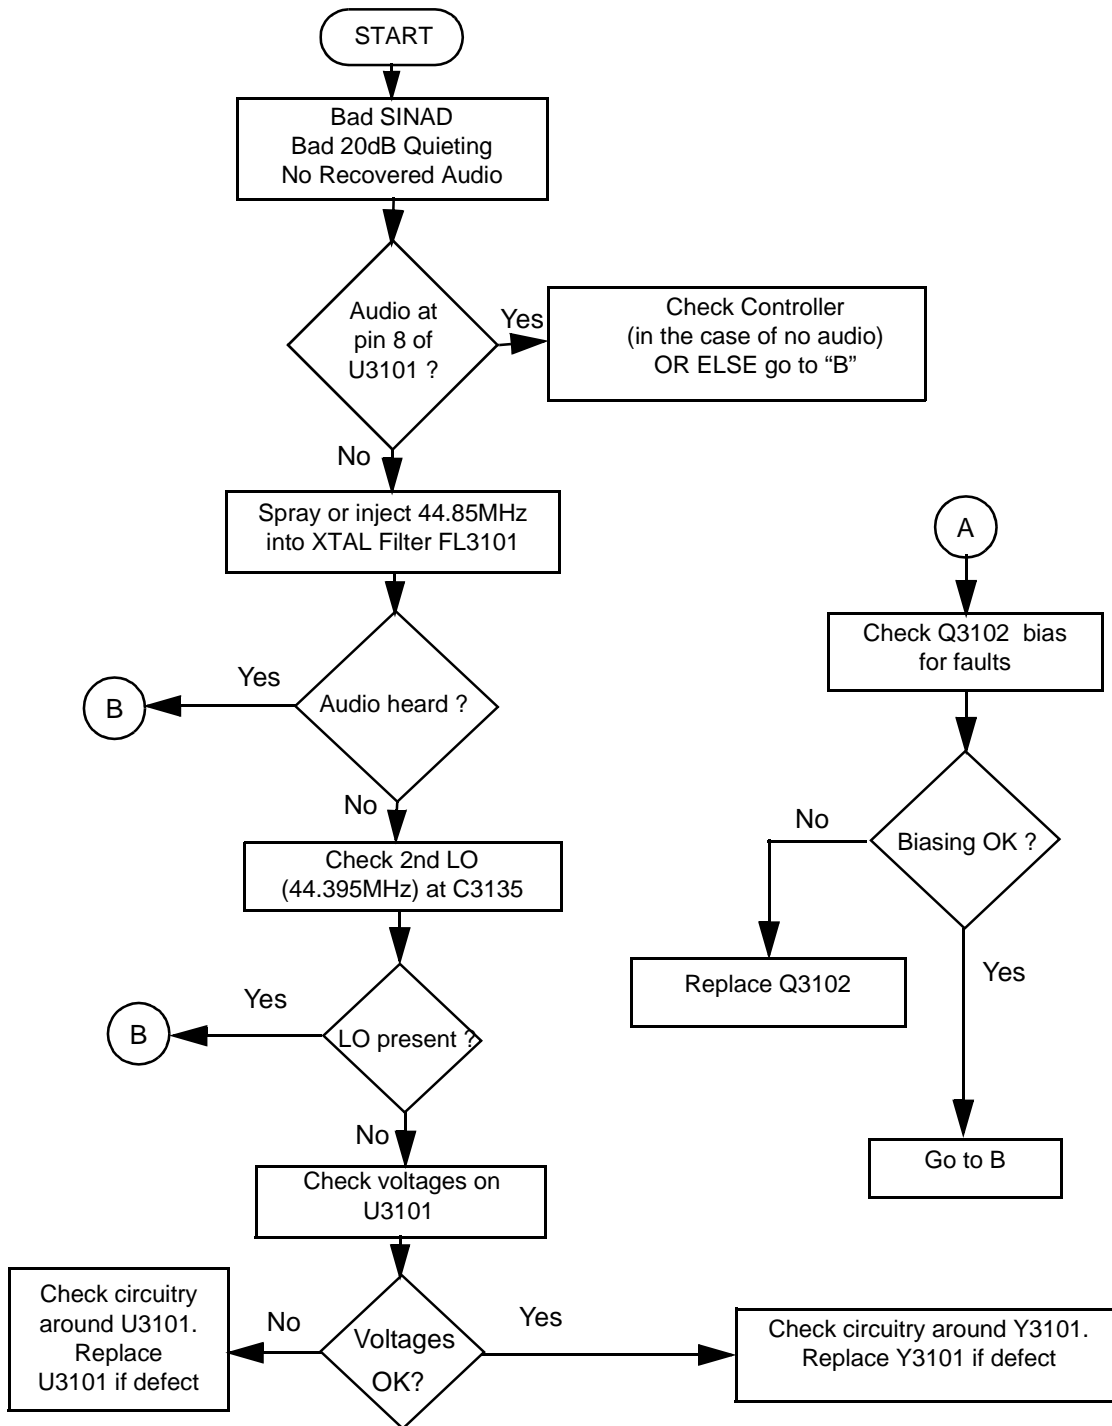 START
Bad SINAD
Bad 20dB Quieting
No Recovered Audio
Audio at
pin 8 of
U3101 ?
Yes
Check Controller
(in the case of no audio)
OR ELSE go to “B”
No
Spray or inject 44.85MHz
into XTAL Filter FL3101
Yes
B
Audio heard ?
No
Check 2nd LO
(44.395MHz) at C3135
Yes
B
LO present ?
No
Check voltages on
U3101
Voltages
OK?
No
Check circuitry
around U3101.
Replace
U3101 if defect
Yes
Check circuitry around Y3101.
Replace Y3101 if defect
A
Check Q3102 bias
for faults
Biasing OK ?
No
Replace Q3102
Yes
Go to B